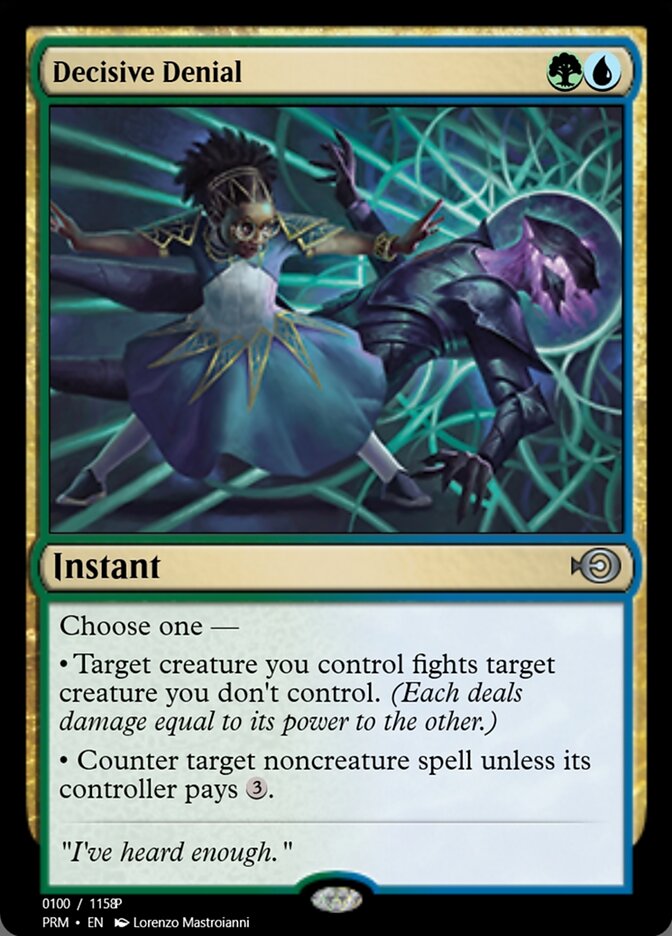 Decisive Denial
Instant
Choose one —
• Target creature you control fights target
creature you don't control. (Each deals
damage equal to its power to the other.)
• Counter target noncreature spell unless its
controller pays 3.
"I've heard enough."
0100 / 1158P
PRM • EN Lorenzo Mastroianni